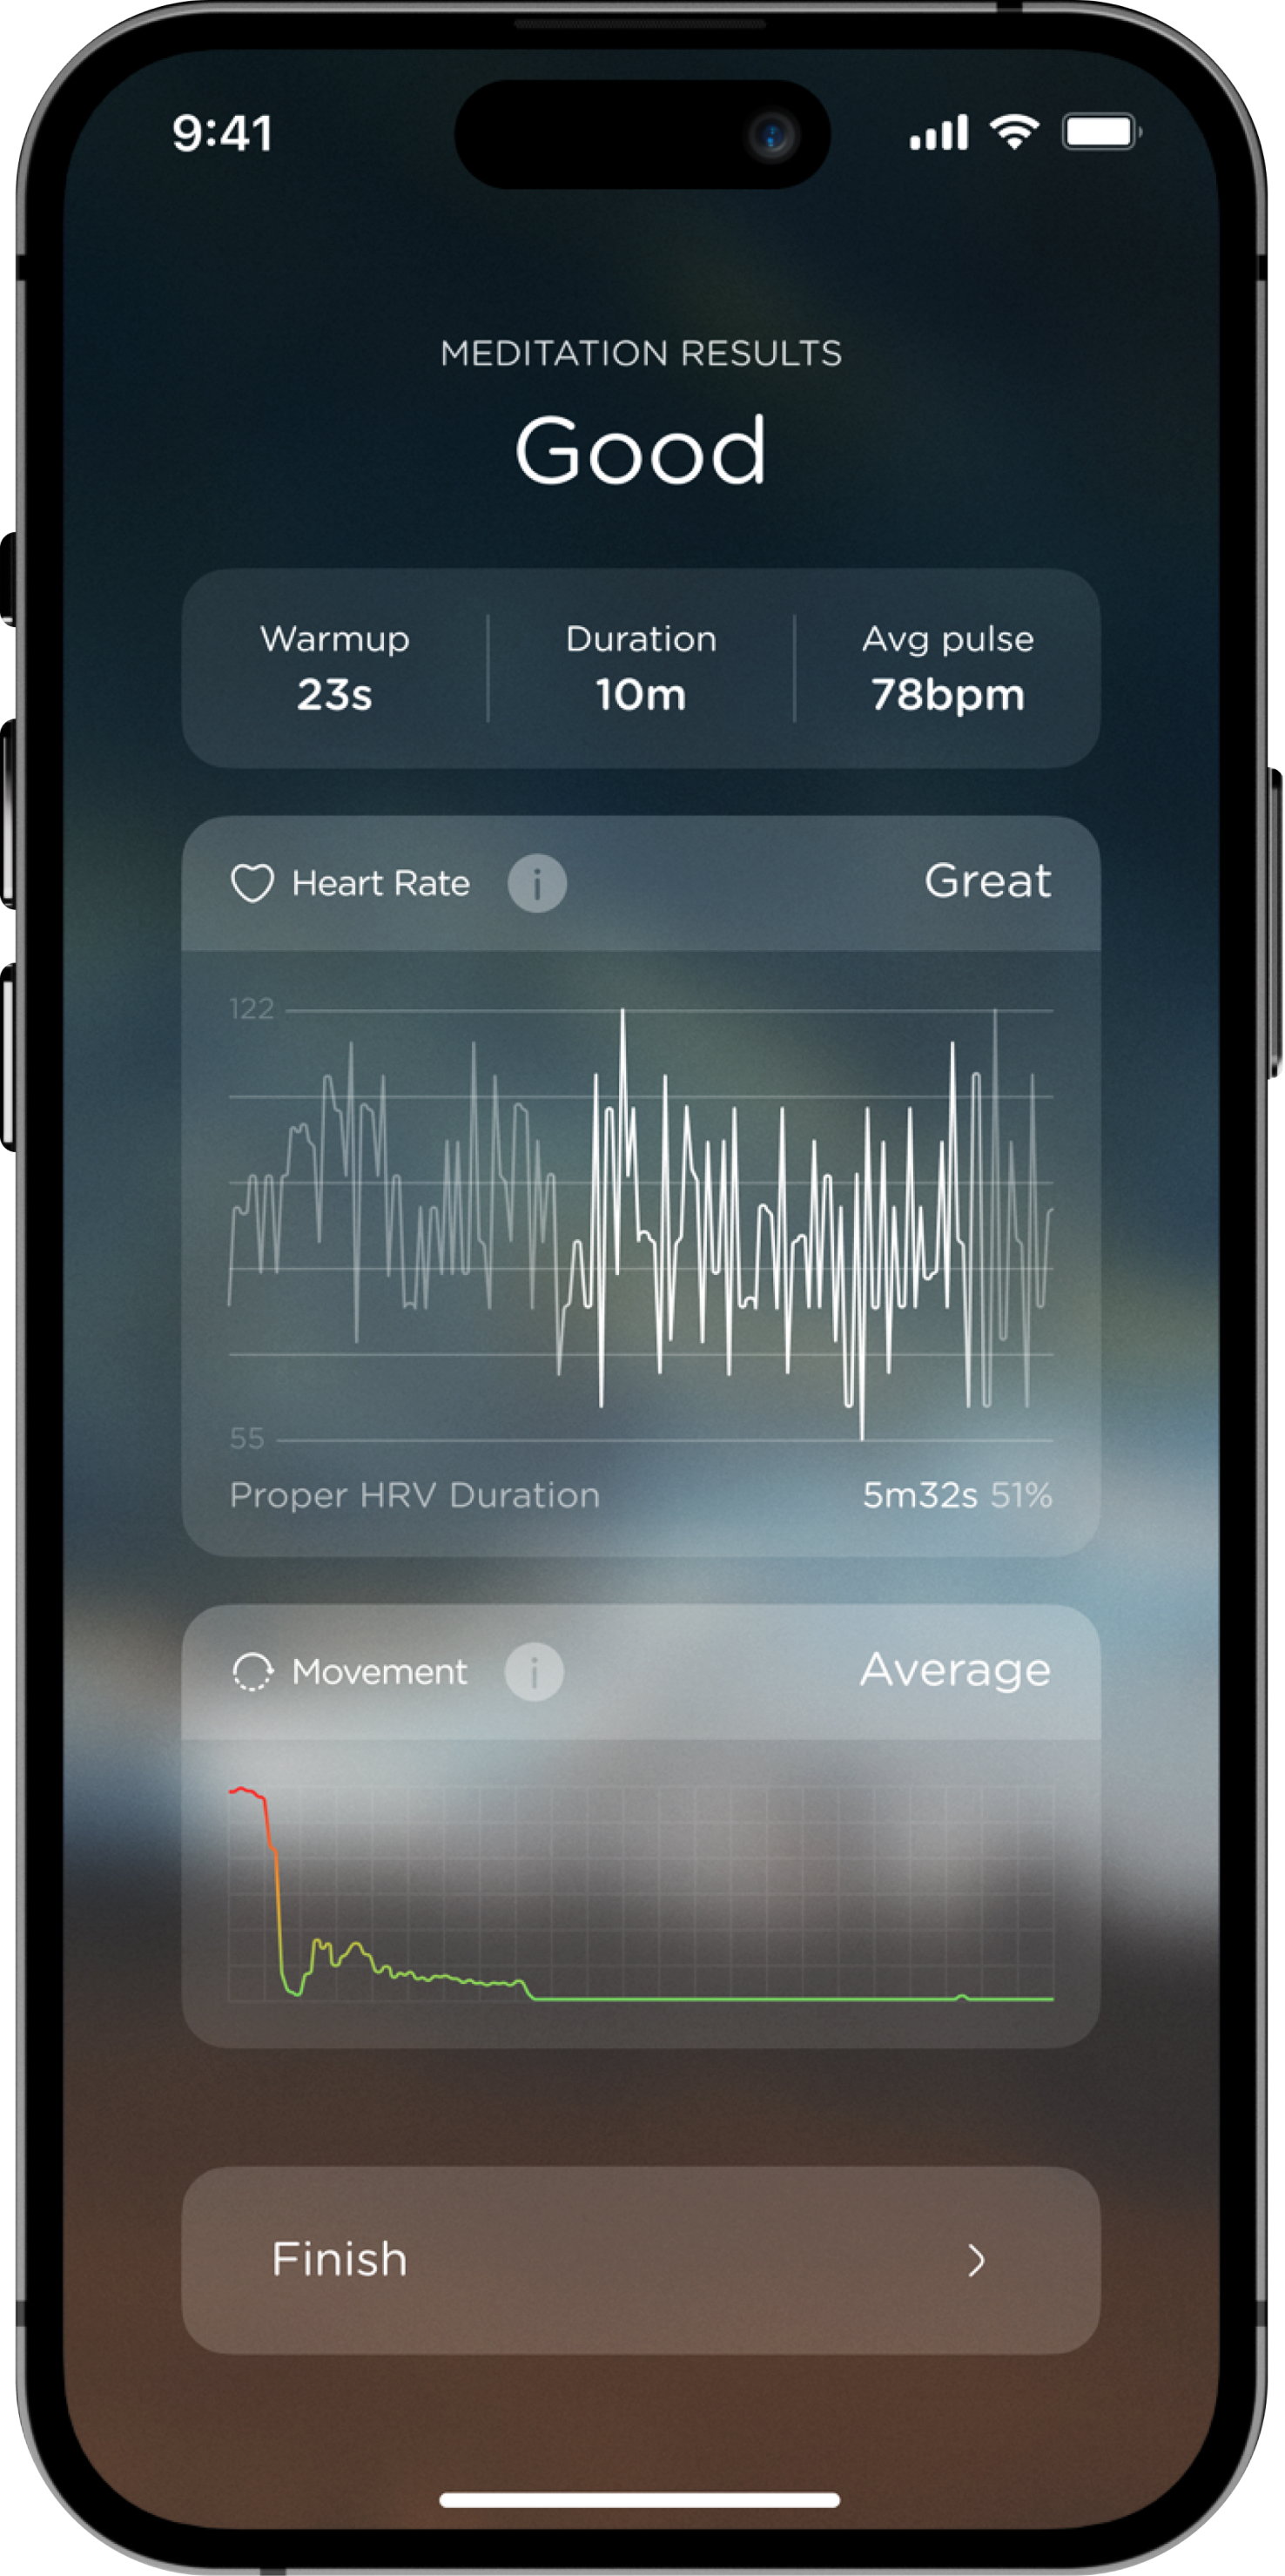 9:41
MEDITATION RESULTS
Good
Warmup
23s
Duration
10m
Avg pulse
78bpm
Heart Rate i
Great
122
55
Proper HRV Duration 5m32s 51%
Movement i
Average
Finish